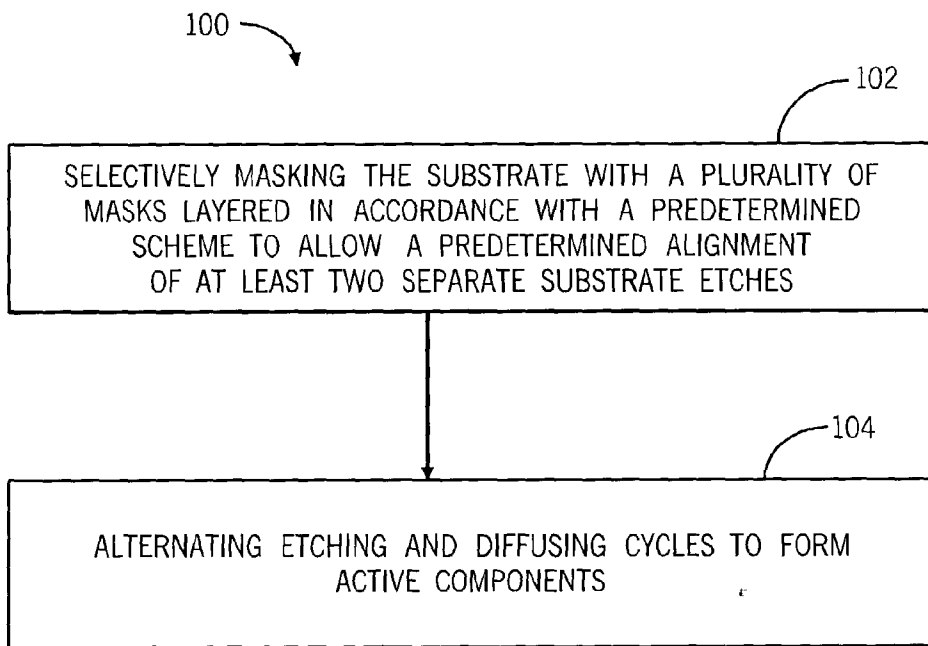 100
102
SELECTIVELY MASKING THE SUBSTRATE WITH A PLURALITY OF
MASKS LAYERED IN ACCORDANCE WITH A PREDETERMINED
SCHEME TO ALLOW A PREDETERMINED ALIGNMENT
OF AT LEAST TWO SEPARATE SUBSTRATE ETCHES
104
ALTERNATING ETCHING AND DIFFUSING CYCLES TO FORM
ACTIVE COMPONENTS